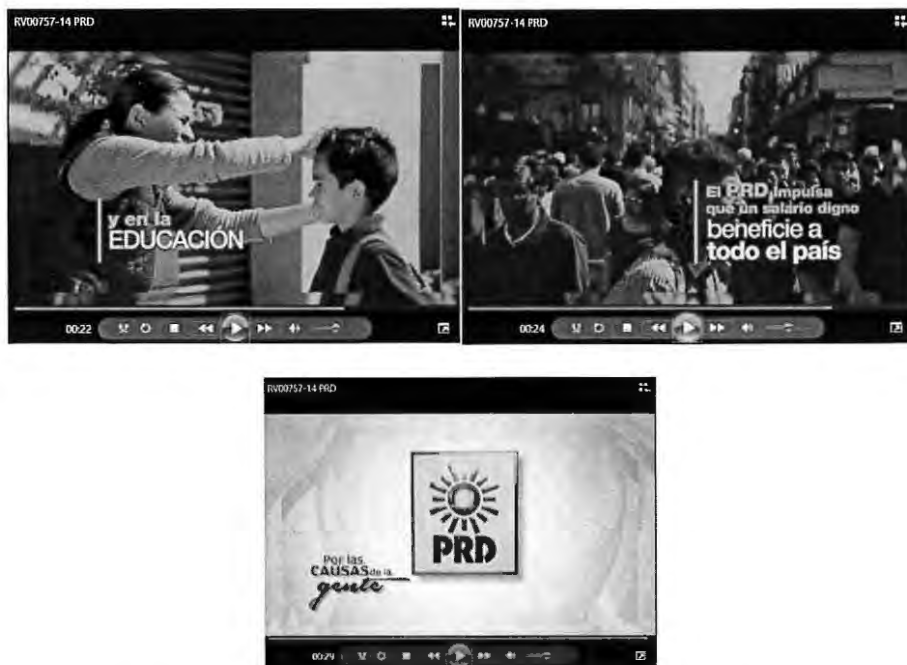 RV00757-14 PRD
y en la
EDUCACIÓN
00:22
RV00757-14 PRD
El PRD impulsa
que un salario digno
beneficie a
todo el país
00:24
RV00757-14 PRD
PRD
Por las
CAUSAS de la
gente
00:29